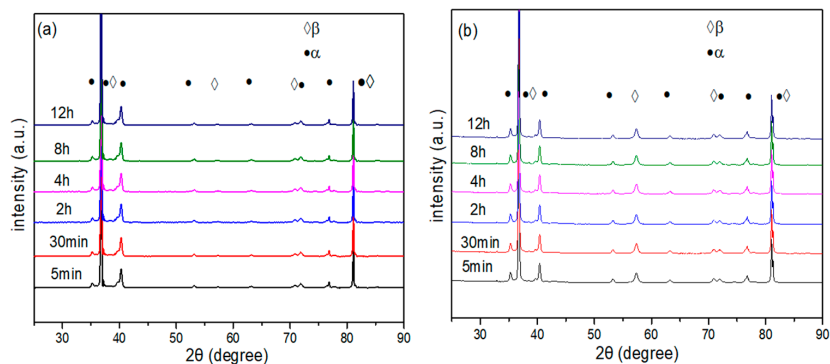 (a)
◊β
●α
12h
8h
4h
2h
30min
5min
intensity (a.u.)
30 40 50 60 70 80 90
2θ (degree)
(b)
◊β
●α
12h
8h
4h
2h
30min
5min
intensity (a.u.)
30 40 50 60 70 80 90
2θ (degree)